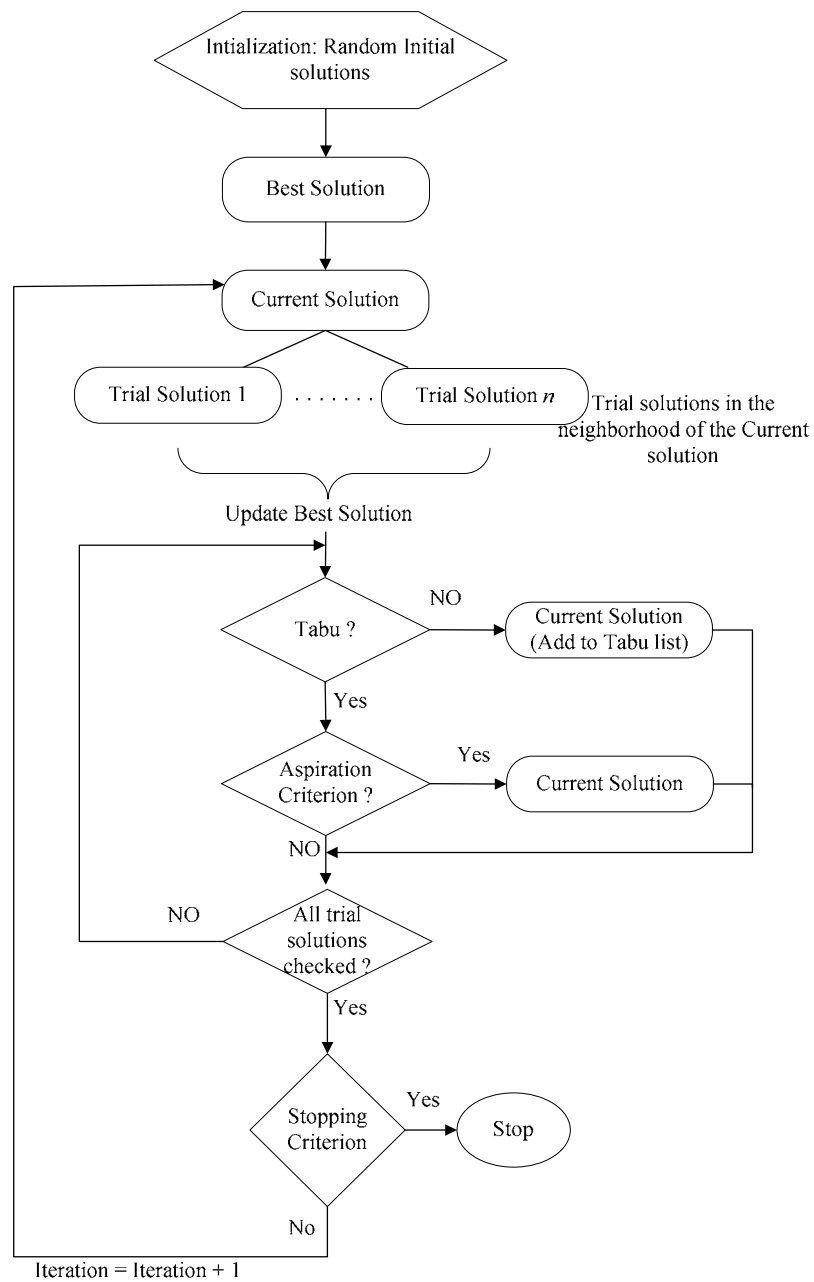 Intialization: Random Initial
solutions
Best Solution
Current Solution
Trial Solution 1
. . . . . . .
Trial Solution n
Trial solutions in the
neighborhood of the Current
solution
Update Best Solution
Tabu ?
NO
Current Solution
(Add to Tabu list)
Yes
Aspiration
Criterion ?
Yes
Current Solution
NO
All trial
solutions
checked ?
NO
Yes
Stopping
Criterion
Yes
Stop
No
Iteration = Iteration + 1